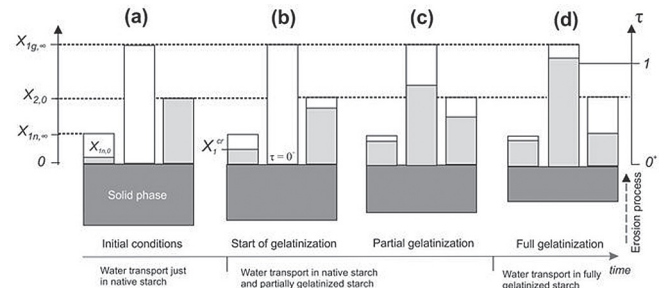 (a)
(b)
(c)
(d)
τ
X1g,∞
1
X2,0
X1n,∞
X1n,0
X1cr
τ = 0-
0
0+
Solid phase
Erosion process
Initial conditions
Start of gelatinization
Partial gelatinization
Full gelatinization
time
Water transport just
in native starch
Water transport in native starch
and partially gelatinized starch
Water transport in fully
gelatinized starch